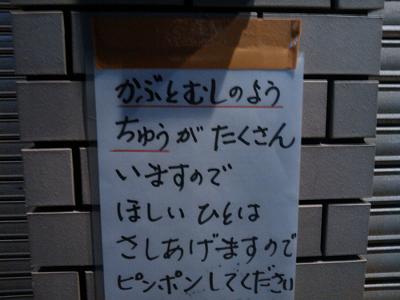 かぶとむしのよう
ちゅうが たくさん
いますので
ほしい ひとは
さしあげますので
ピンポンしてください